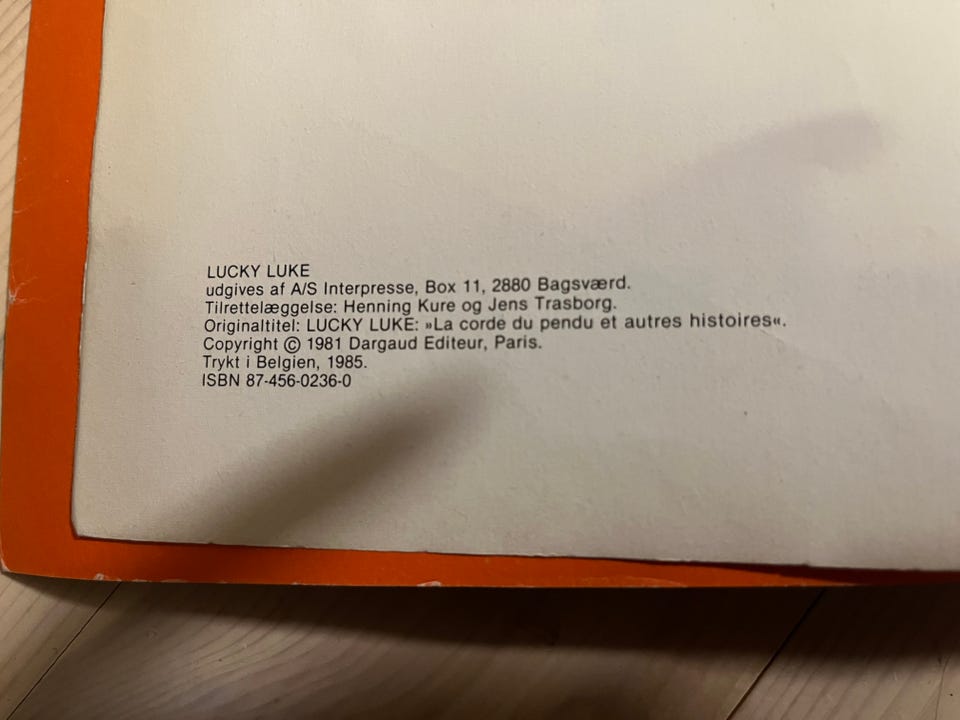 LUCKY LUKE
udgives af A/S Interpresse, Box 11, 2880 Bagsværd.
Tilrettelæggelse: Henning Kure og Jens Trasborg.
Originaltitel: LUCKY LUKE: »La corde du pendu et autres histoires«.
Copyright © 1981 Dargaud Editeur, Paris.
Trykt i Belgien, 1985.
ISBN 87-456-0236-0